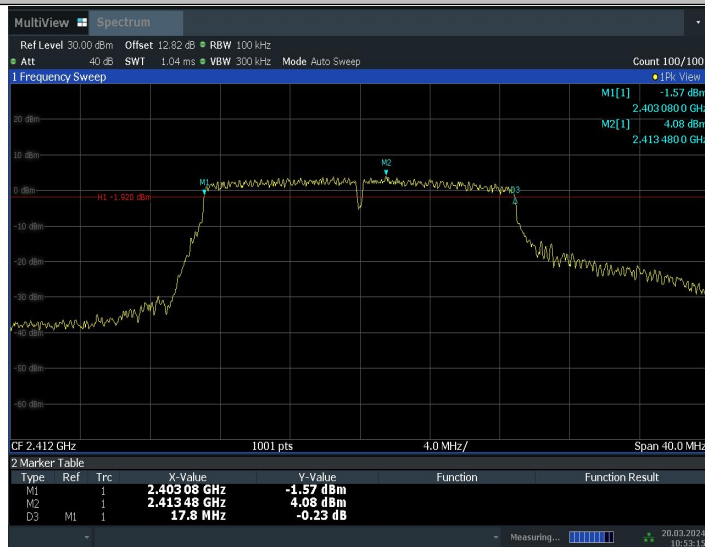 MultiView Spectrum
Ref Level 30.00 dBm Offset 12.82 dB RBW 100 kHz
Att 40 dB SWT 1.04 ms VBW 300 kHz Mode Auto Sweep Count 100/100
1 Frequency Sweep 1Pk View
M1[1] -1.57 dBm
2.403 080 0 GHz
M2[1] 4.08 dBm
2.413 480 0 GHz
20 dBm
10 dBm
M2
0 dBm
M1
D3
H1 -1.920 dBm
-10 dBm
-20 dBm
-30 dBm
-40 dBm
-50 dBm
-60 dBm
CF 2.412 GHz 1001 pts 4.0 MHz/ Span 40.0 MHz
2 Marker Table
Type Ref Trc X-Value Y-Value Function Function Result
M1 1 2.403 08 GHz -1.57 dBm
M2 1 2.413 48 GHz 4.08 dBm
D3 M1 1 17.8 MHz -0.23 dB
Measuring... 20.03.2024
10:53:15